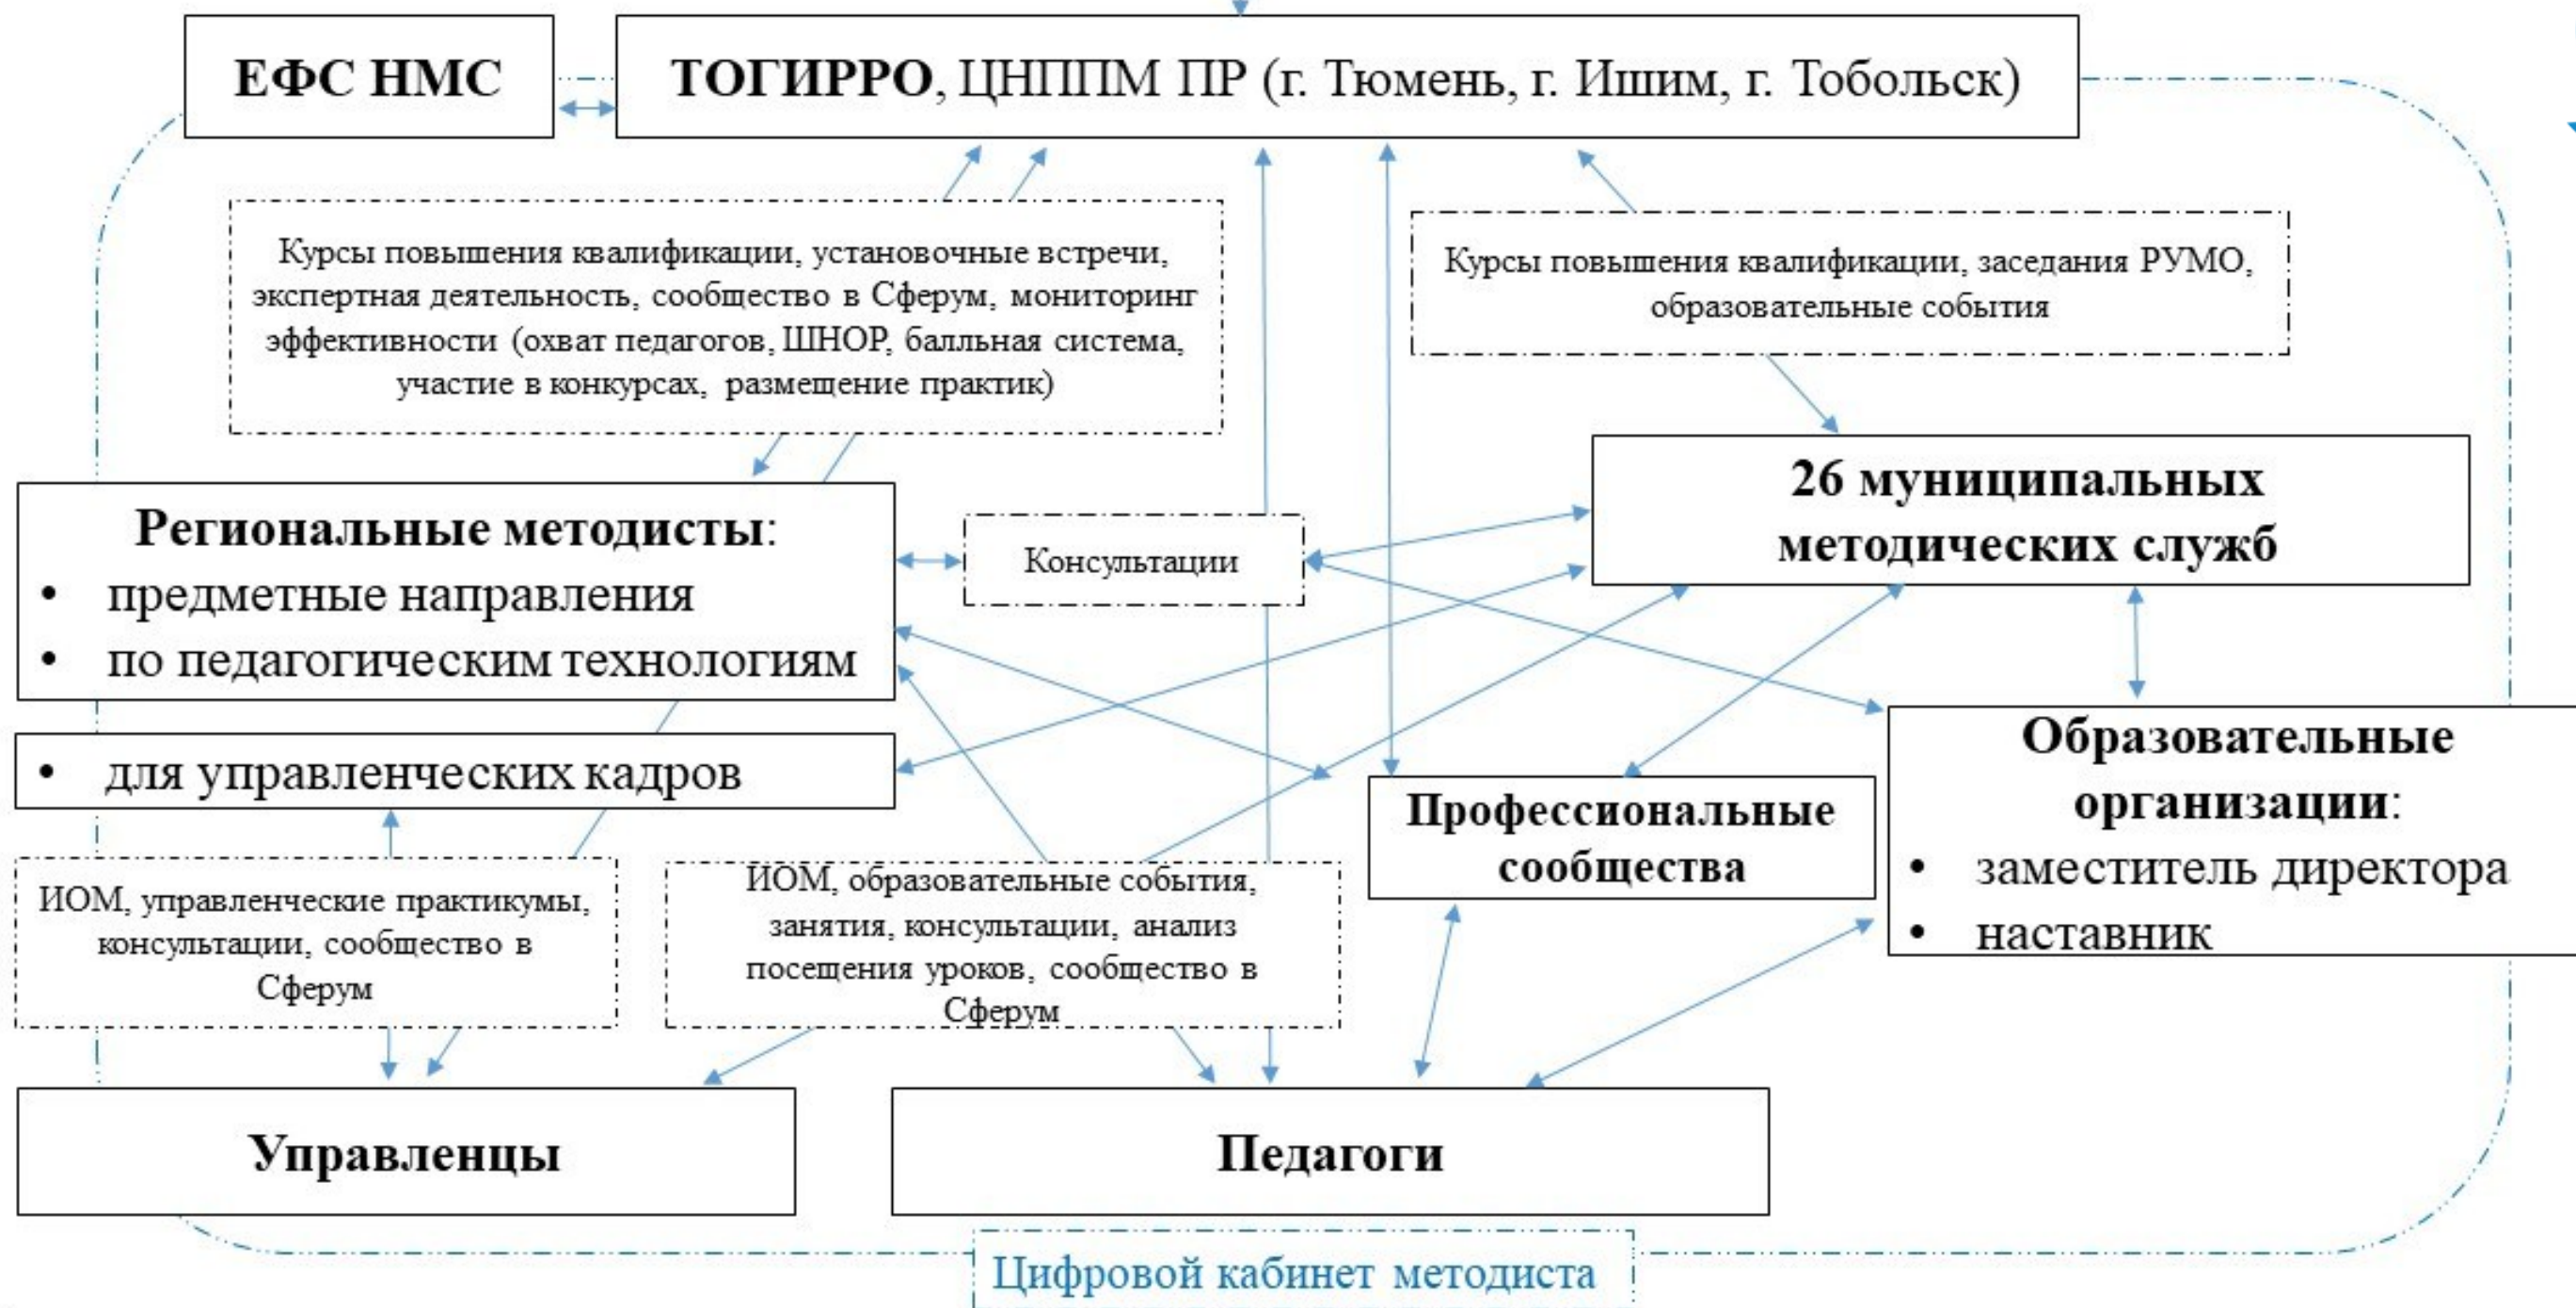 ЕФС НМС
ТОГИРРО, ЦНППМ ПР (г. Тюмень, г. Ишим, г. Тобольск)
Курсы повышения квалификации, установочные встречи,
экспертная деятельность, сообщество в Сферум, мониторинг
эффективности (охват педагогов, ШНОР, балльная система,
участие в конкурсах, размещение практик)
Курсы повышения квалификации, заседания РУМО,
образовательные события
Региональные методисты:
• предметные направления
• по педагогическим технологиям
Консультации
26 муниципальных
методических служб
• для управленческих кадров
Профессиональные
сообщества
Образовательные
организации:
• заместитель директора
• наставник
ИОМ, управленческие практикумы,
консультации, сообщество в
Сферум
ИОМ, образовательные события,
занятия, консультации, анализ
посещения уроков, сообщество в
Сферум
Управленцы
Педагоги
Цифровой кабинет методиста